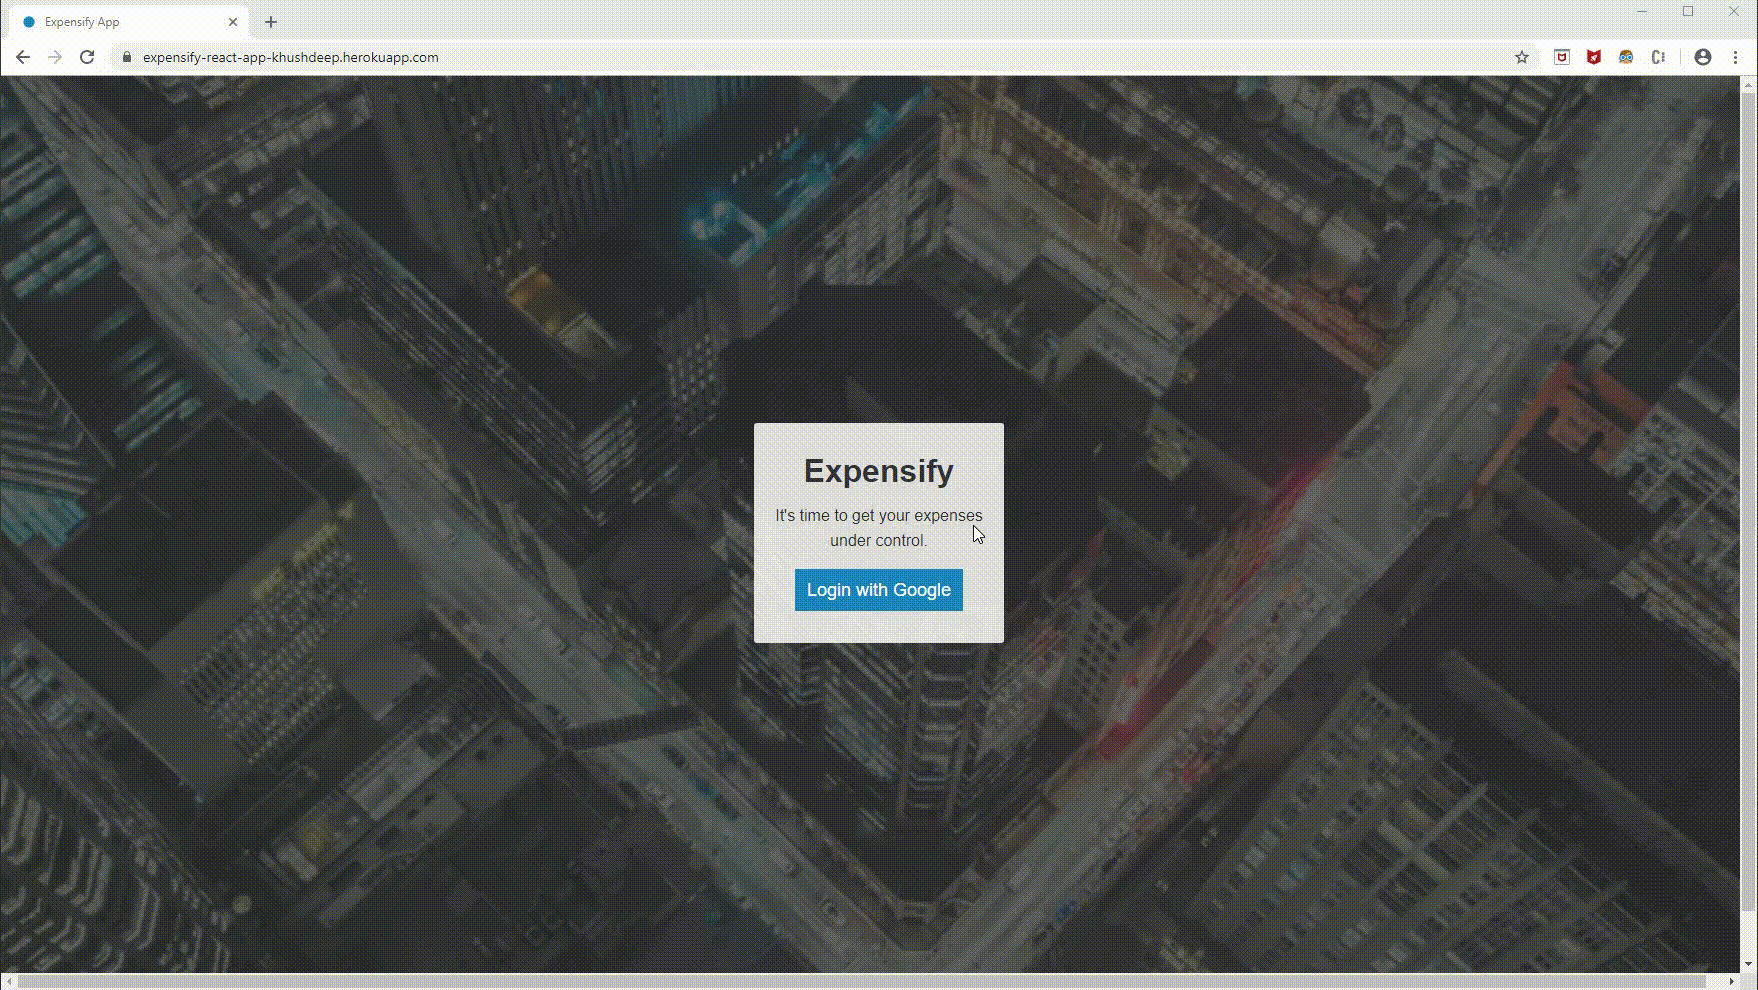 Expensify App
expensify-react-app-khushdeep.herokuapp.com
Expensify
It's time to get your expenses
under control.
Login with Google